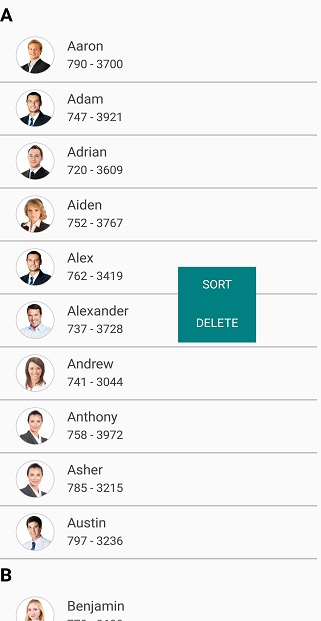 A
Aaron
790 - 3700
Adam
747 - 3921
Adrian
720 - 3609
Aiden
752 - 3767
Alex
762 - 3419
SORT
Alexander
737 - 3728
DELETE
Andrew
741 - 3044
Anthony
758 - 3972
Asher
785 - 3215
Austin
797 - 3236
B
Benjamin